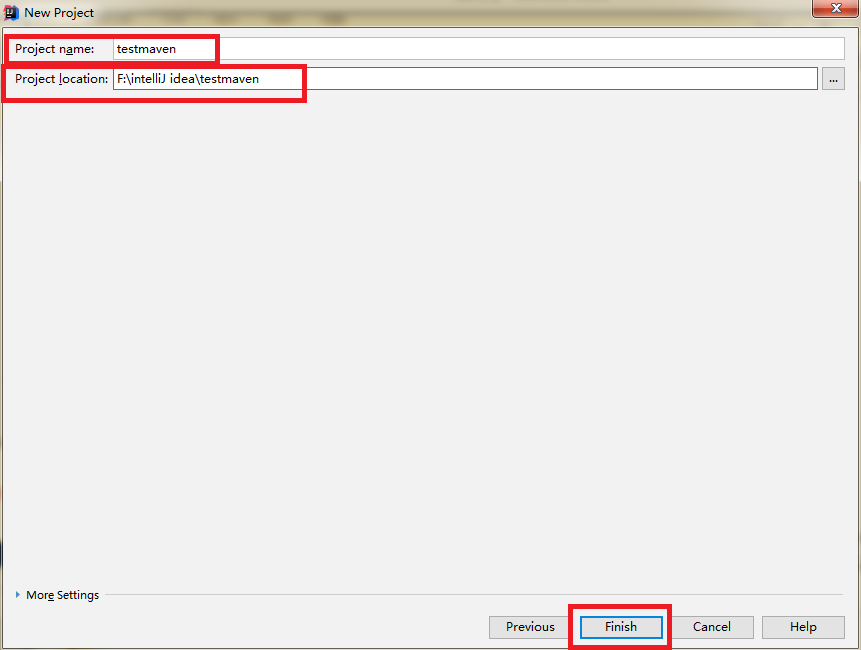 New Project
Project name: testmaven
Project location: F:\intelliJ idea\testmaven ...
More Settings
Previous Finish Cancel Help